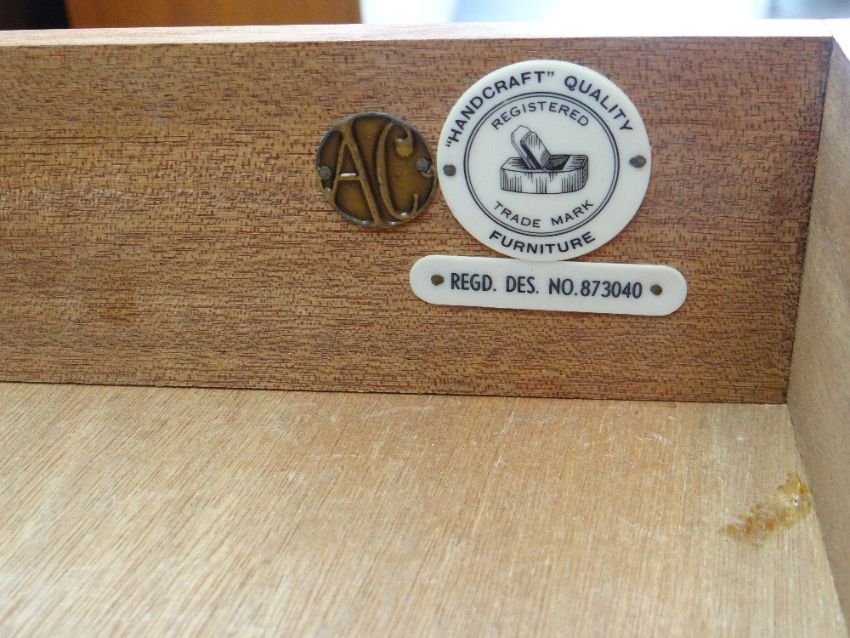 AC
"HANDCRAFT" QUALITY
REGISTERED
TRADE MARK
FURNITURE
REGD. DES. NO.873040